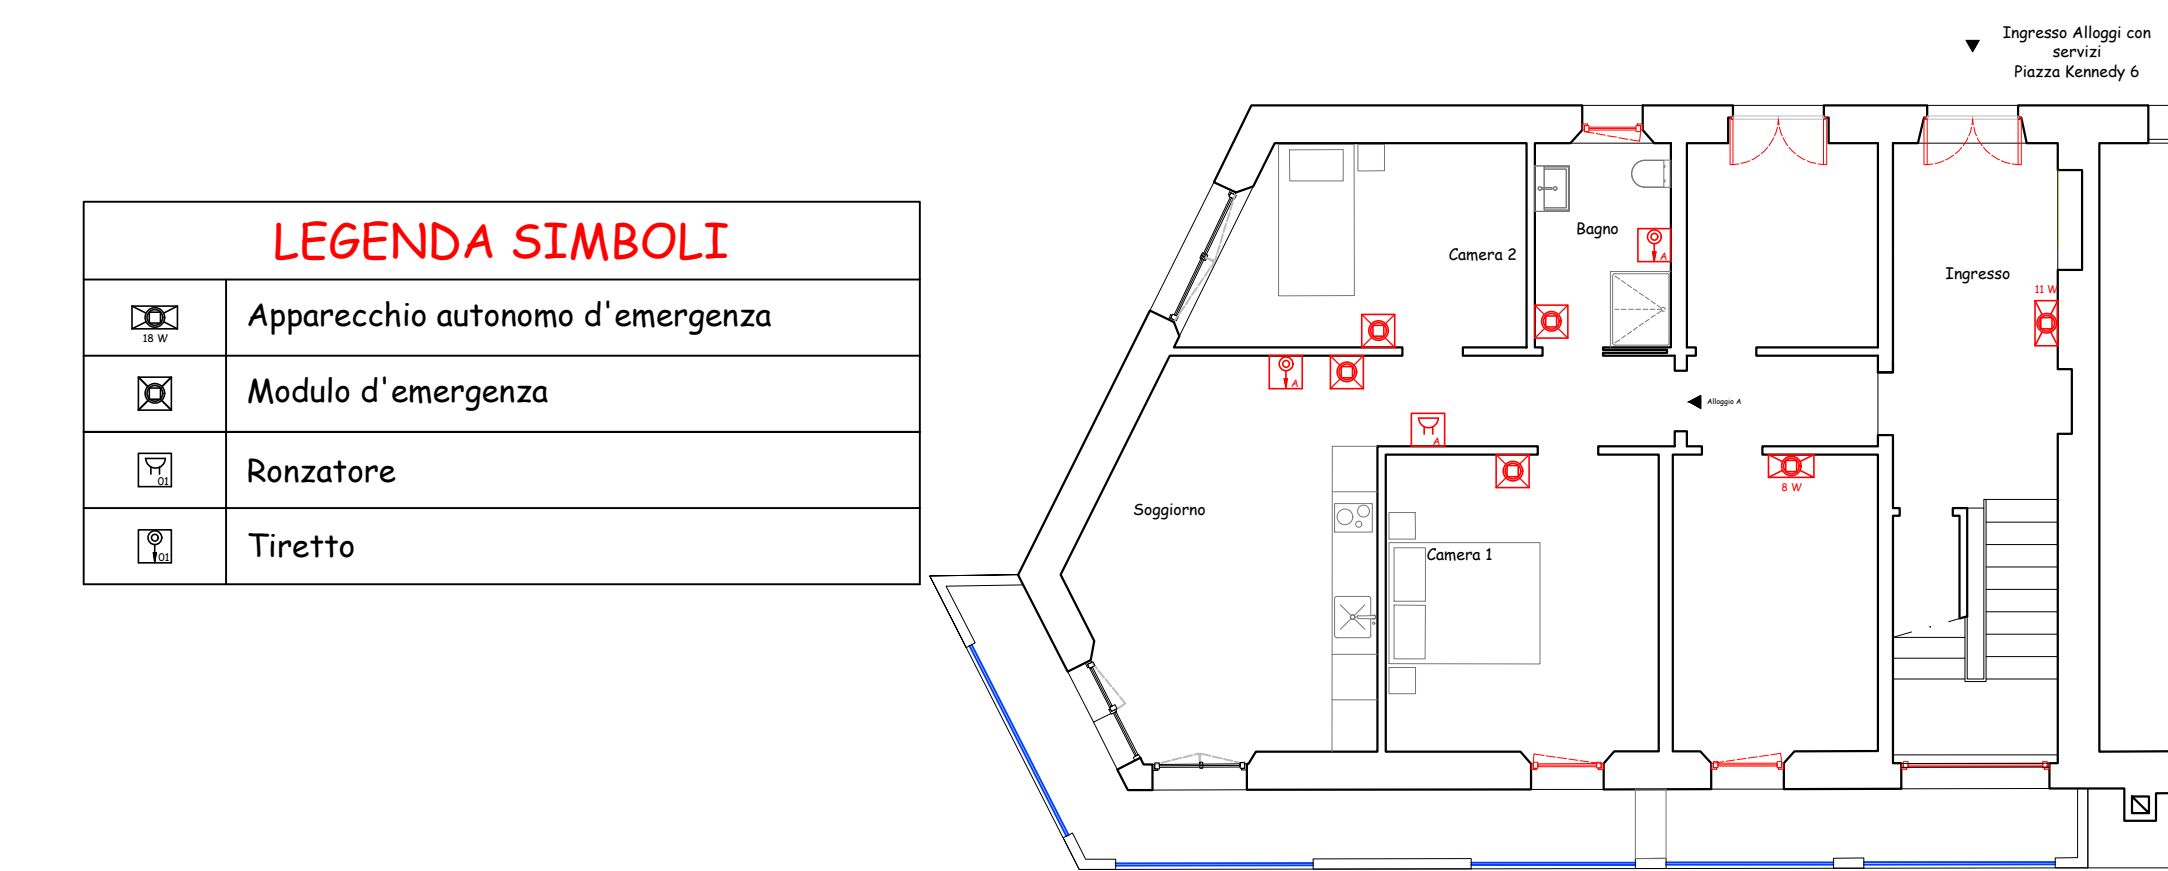 Ingresso Alloggi con
servizi
Piazza Kennedy 6
LEGENDA SIMBOLI
18 W
Apparecchio autonomo d'emergenza
Modulo d'emergenza
01
Ronzatore
01
Tiretto
Camera 2
Bagno
A
Ingresso
11 W
A
Alloggio A
A
8 W
Soggiorno
Camera 1